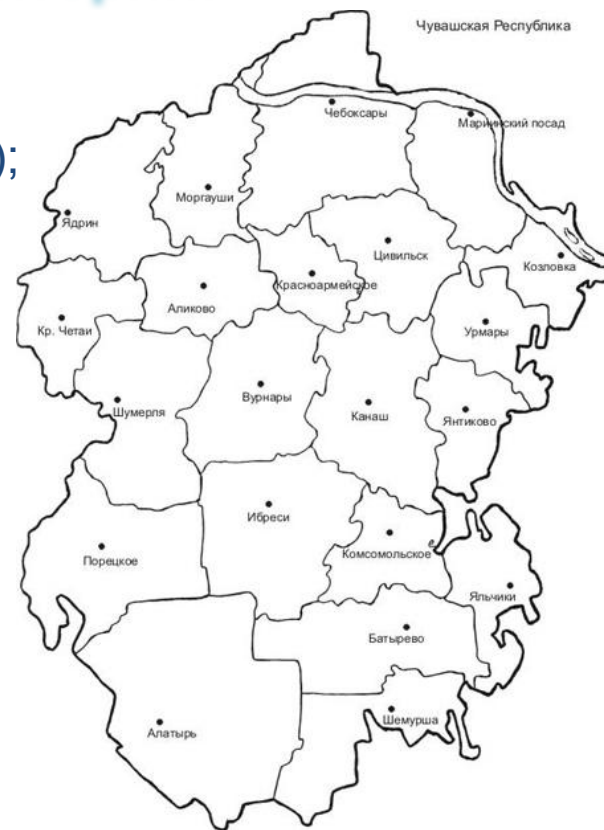 Чувашская Республика
Чебоксары
Мариинский посад
);
Моргауши
Ядрин
Цивильск
Козловка
Красноармейское
Аликово
Урмары
Кр. Четаи
Вурнары
Шумерля
Канаш
Янтиково
Ибреси
Порецкое
Комсомольское
Яльчики
Батырево
Алатырь
Шемурша